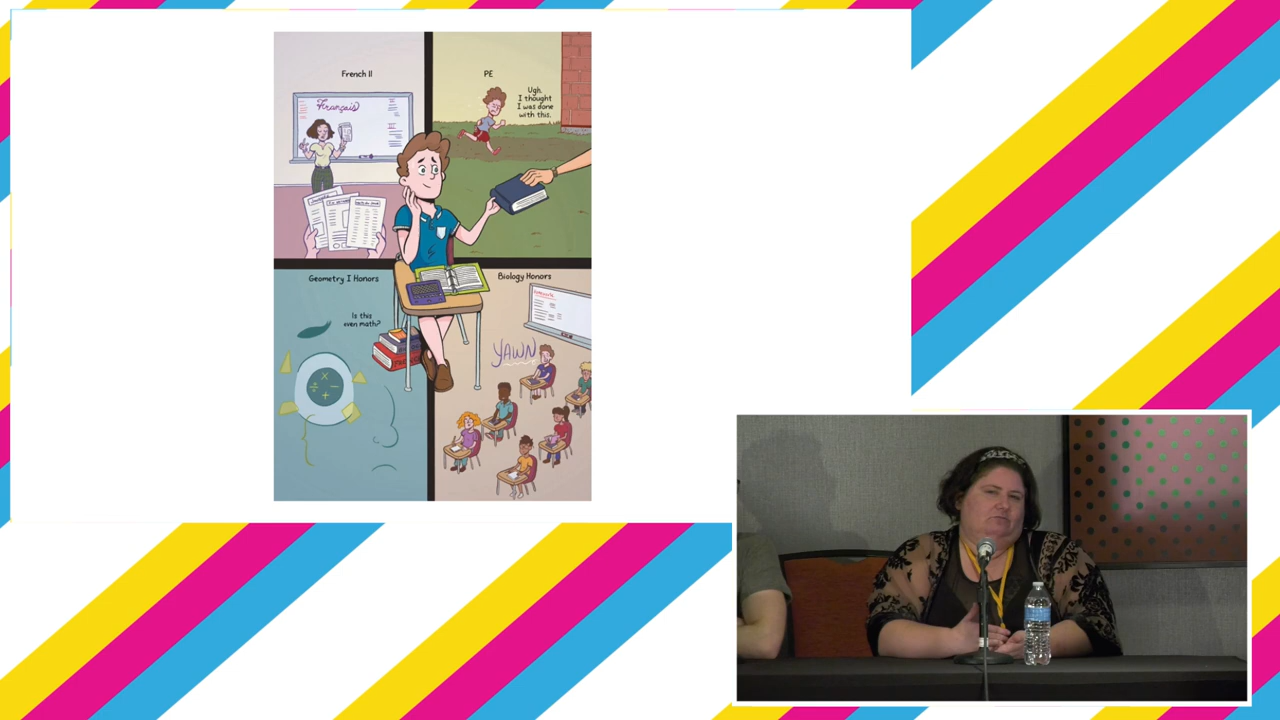 French II
Français
PE
Ugh.
I thought
I was done
with this.
Geometry I Honors
Is this
even math?
Biology Honors
YAWN